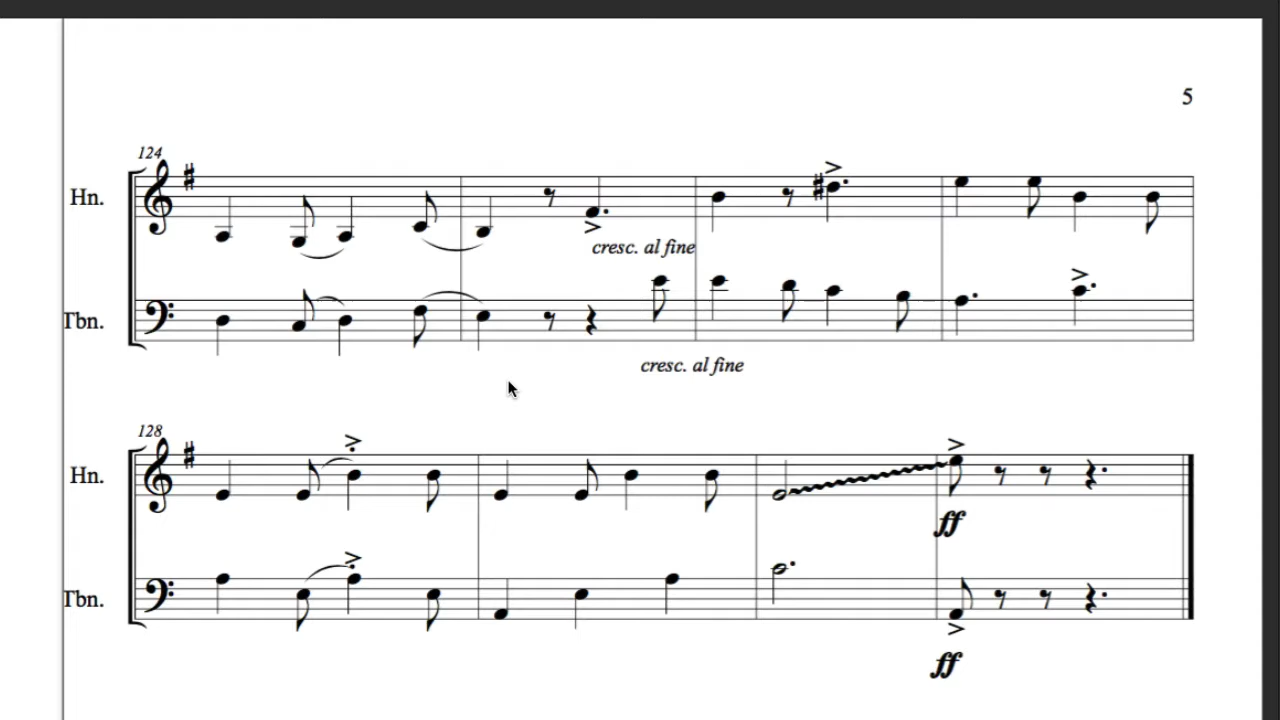 5
124
Hn.
cresc. al fine
Tbn.
cresc. al fine
128
Hn.
ff
Tbn.
ff